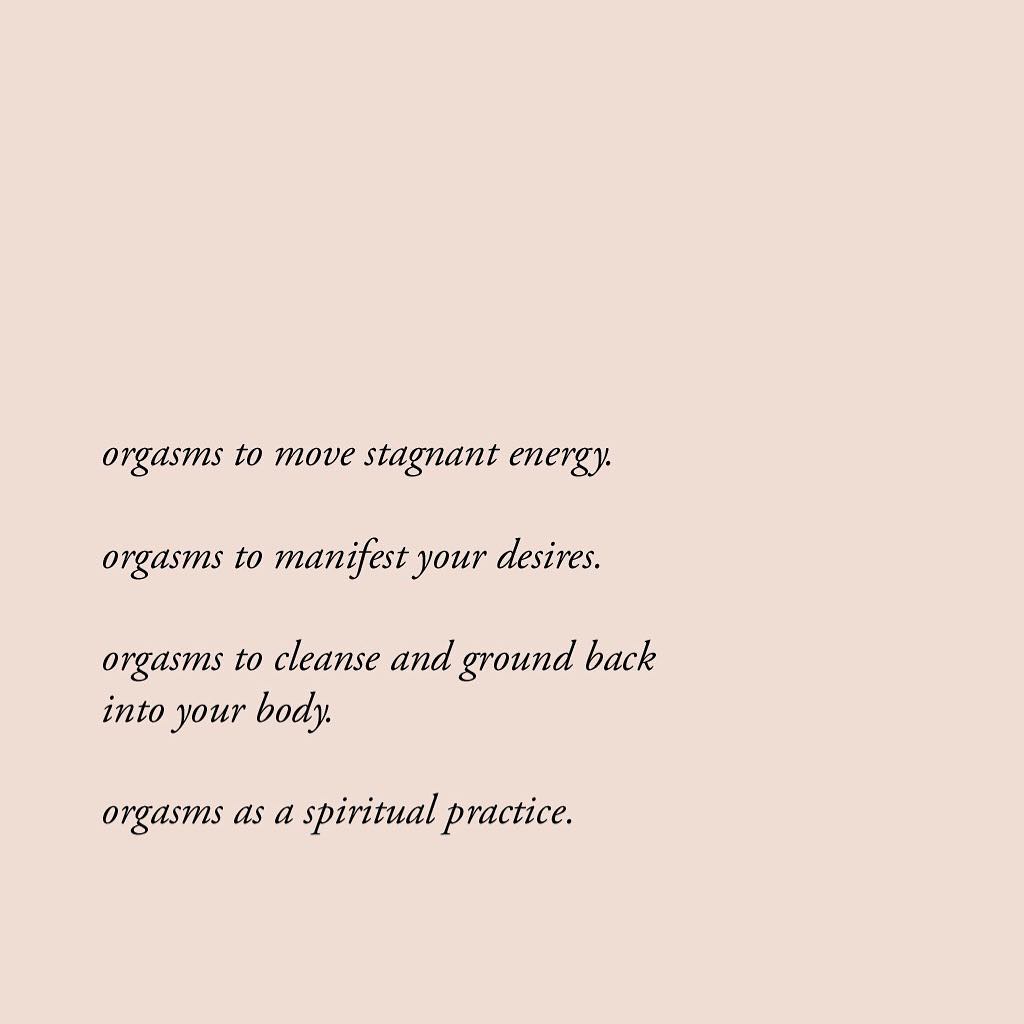 orgasms to move stagnant energy.
orgasms to manifest your desires.
orgasms to cleanse and ground back
into your body.
orgasms as a spiritual practice.